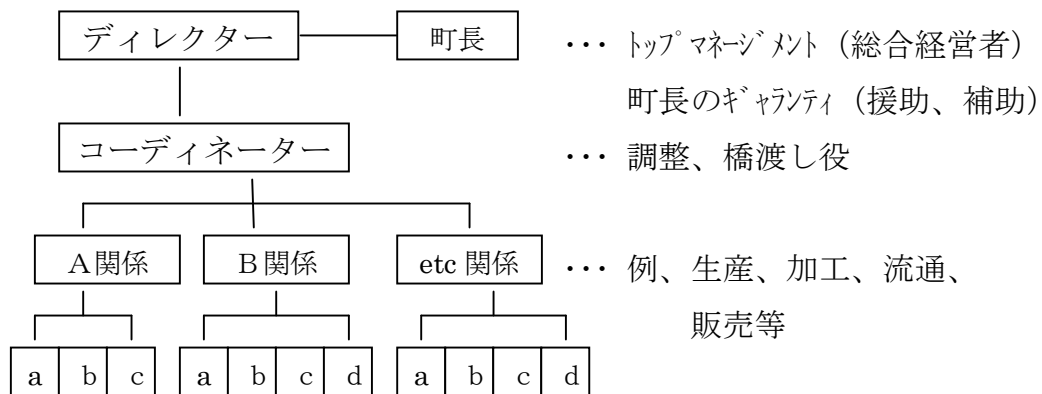 ディレクター 町長 ・・・ ﾄｯﾌﾟﾏﾈｰｼﾞﾒﾝﾄ（総合経営者）
町長のｷﾞｬﾗﾝﾃｨ（援助、補助）
コーディネーター ・・・ 調整、橋渡し役
Ａ関係 Ｂ関係 etc 関係 ・・・ 例、生産、加工、流通、
販売等
a b c a b c d a b c d